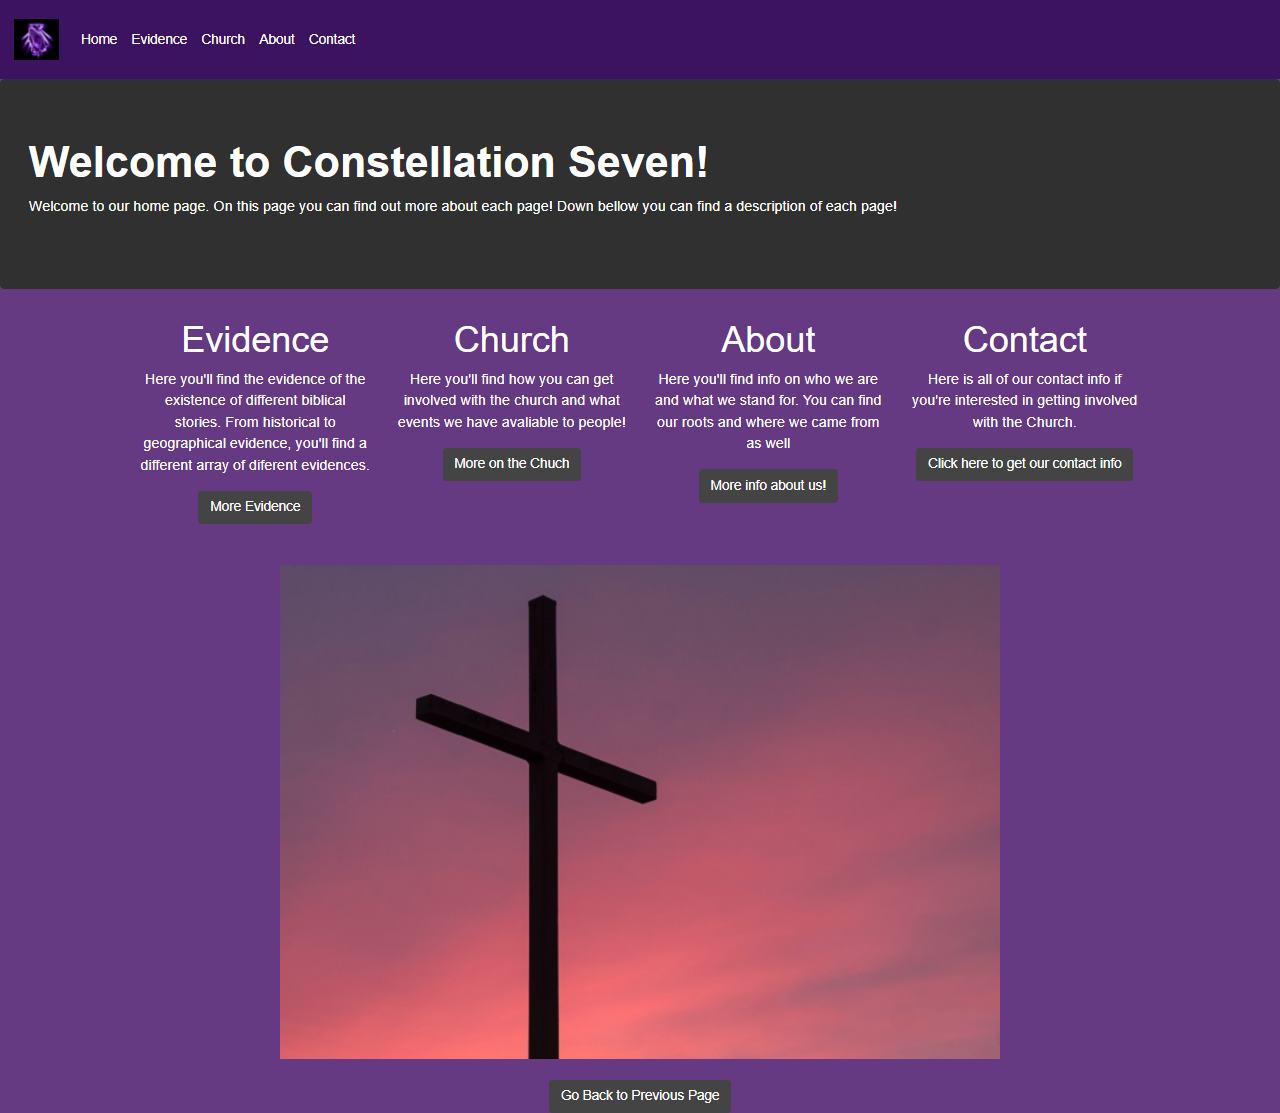 Home Evidence Church About Contact
Welcome to Constellation Seven!
Welcome to our home page. On this page you can find out more about each page! Down bellow you can find a description of each page!
Evidence
Here you'll find the evidence of the
existence of different biblical
stories. From historical to
geographical evidence, you'll find a
different array of diferent evidences.
More Evidence
Church
Here you'll find how you can get
involved with the church and what
events we have avaliable to people!
More on the Chuch
About
Here you'll find info on who we are
and what we stand for. You can find
our roots and where we came from
as well
More info about us!
Contact
Here is all of our contact info if
you're interested in getting involved
with the Church.
Click here to get our contact info
Go Back to Previous Page